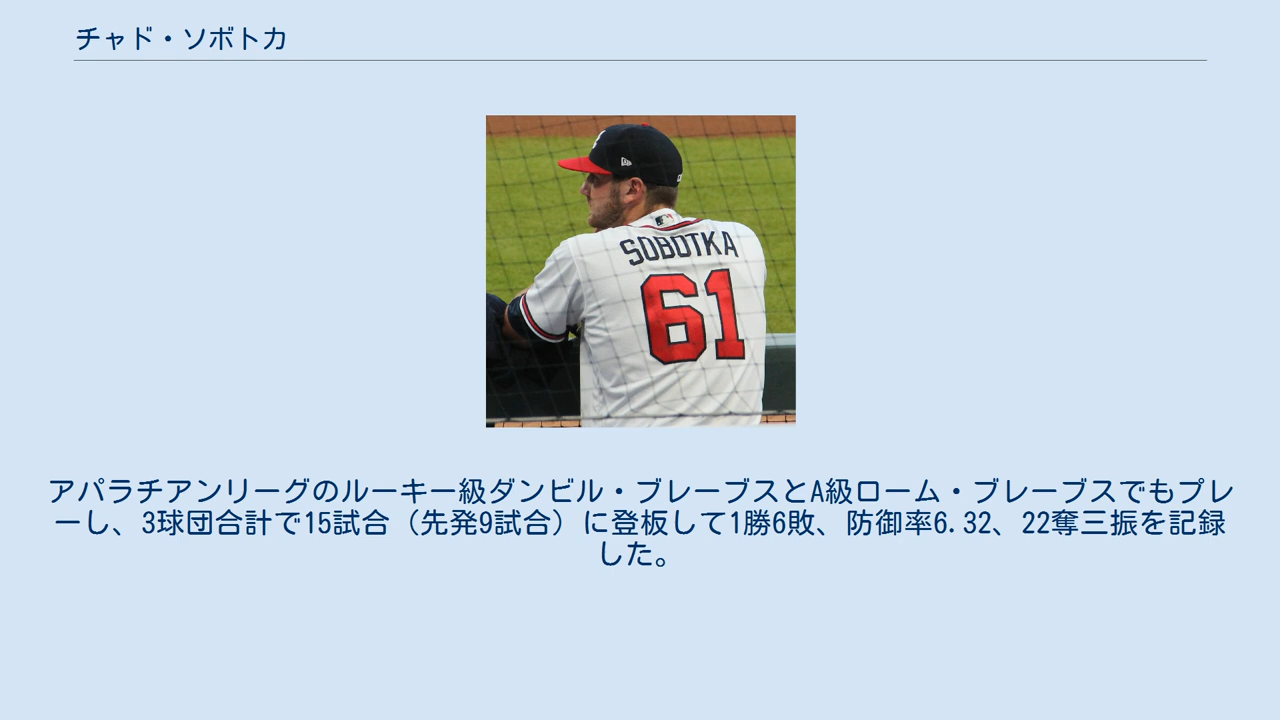 チャド・ソボトカ
SOBOTKA
61
アパラチアンリーグのルーキー級ダンビル・ブレーブスとA級ローム・ブレーブスでもプレ
ーし、3球団合計で15試合（先発9試合）に登板して1勝6敗、防御率6.32、22奪三振を記録
した。